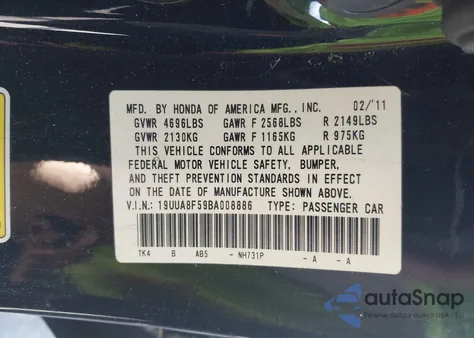 MFD. BY HONDA OF AMERICA MFG., INC. 02/'11
GVWR 4696LBS GAWR F 2568LBS R 2149LBS
GVWR 2130KG GAWR F 1165KG R 975KG
THIS VEHICLE CONFORMS TO ALL APPLICABLE
FEDERAL MOTOR VEHICLE SAFETY, BUMPER,
AND THEFT PREVENTION STANDARDS IN EFFECT
ON THE DATE OF MANUFACTURE SHOWN ABOVE.
V.I.N: 19UUA8F59BA008886 TYPE: PASSENGER CAR
TK4 B AB5 - NH731P - A - A
autoSnap